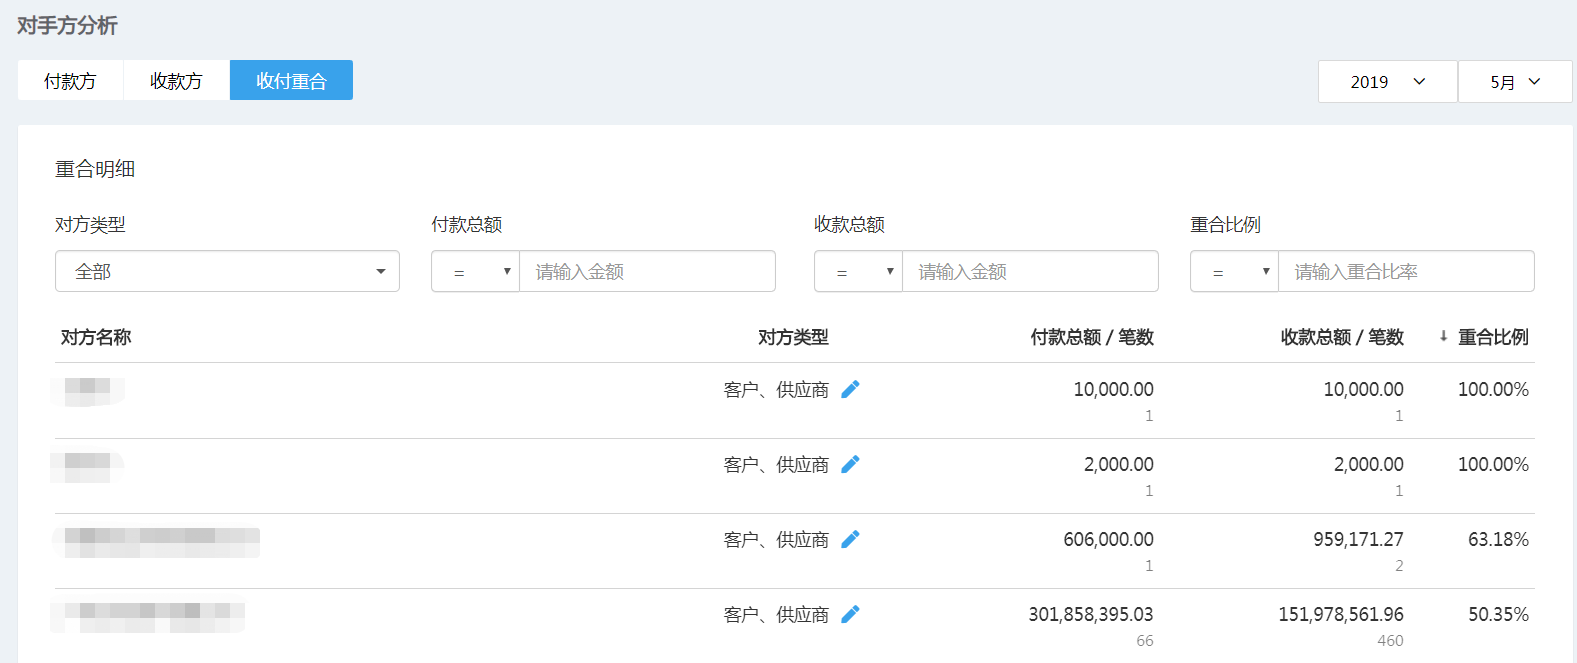 对手方分析
付款方 收款方 收付重合 2019 5月
重合明细
对方类型 付款总额 收款总额 重合比例
全部 = 请输入金额 = 请输入金额 = 请输入重合比率
对方名称 对方类型 付款总额 / 笔数 收款总额 / 笔数 ↓ 重合比例
客户、供应商 10,000.00 10,000.00 100.00%
1 1
客户、供应商 2,000.00 2,000.00 100.00%
1 1
客户、供应商 606,000.00 959,171.27 63.18%
1 2
客户、供应商 301,858,395.03 151,978,561.96 50.35%
66 460